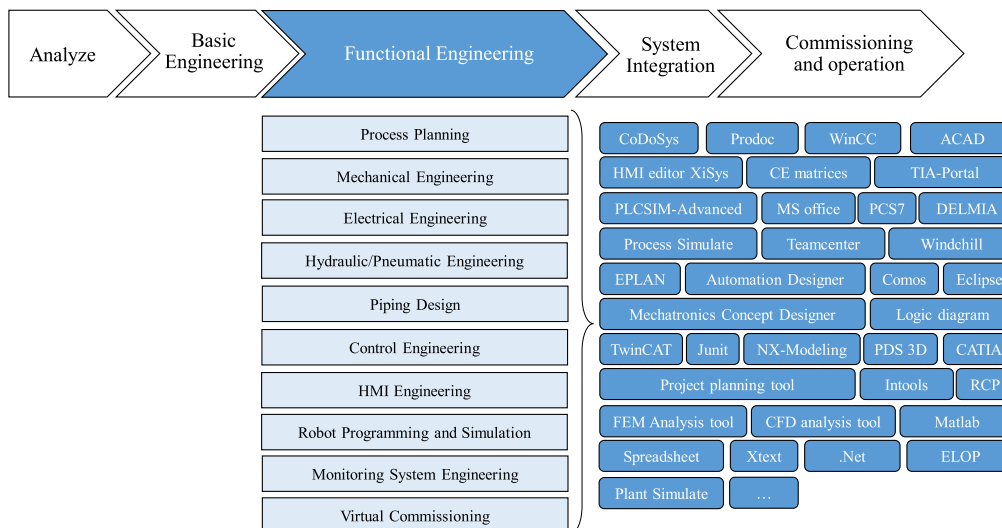 Analyze
Basic
Engineering
Functional Engineering
System
Integration
Commissioning
and operation
Process Planning
Mechanical Engineering
Electrical Engineering
Hydraulic/Pneumatic Engineering
Piping Design
Control Engineering
HMI Engineering
Robot Programming and Simulation
Monitoring System Engineering
Virtual Commissioning
CoDoSys Prodoc WinCC ACAD
HMI editor XiSys CE matrices TIA-Portal
PLCSIM-Advanced MS office PCS7 DELMIA
Process Simulate Teamcenter Windchill
EPLAN Automation Designer Comos Eclipse
Mechatronics Concept Designer Logic diagram
TwinCAT Junit NX-Modeling PDS 3D CATIA
Project planning tool Intools RCP
FEM Analysis tool CFD analysis tool Matlab
Spreadsheet Xtext .Net ELOP
Plant Simulate …